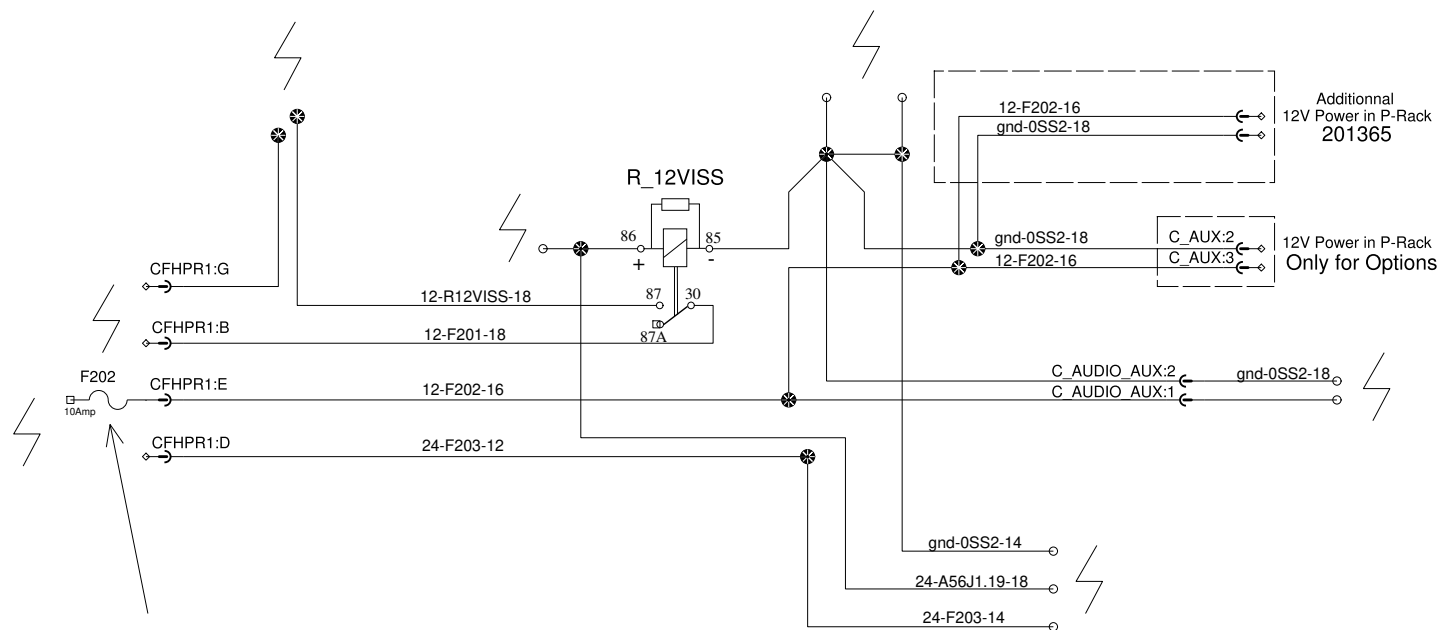 Additionnal
12V Power in P-Rack
201365
12-F202-16
gnd-0SS2-18
R_12VISS
86
85
+
-
gnd-0SS2-18
C_AUX:2
12-F202-16
C_AUX:3
12V Power in P-Rack
Only for Options
CFHPR1:G
12-R12VISS-18
87
30
87A
CFHPR1:B
12-F201-18
F202
10Amp
CFHPR1:E
12-F202-16
C_AUDIO_AUX:2
gnd-0SS2-18
C_AUDIO_AUX:1
CFHPR1:D
24-F203-12
gnd-0SS2-14
24-A56J1.19-18
24-F203-14